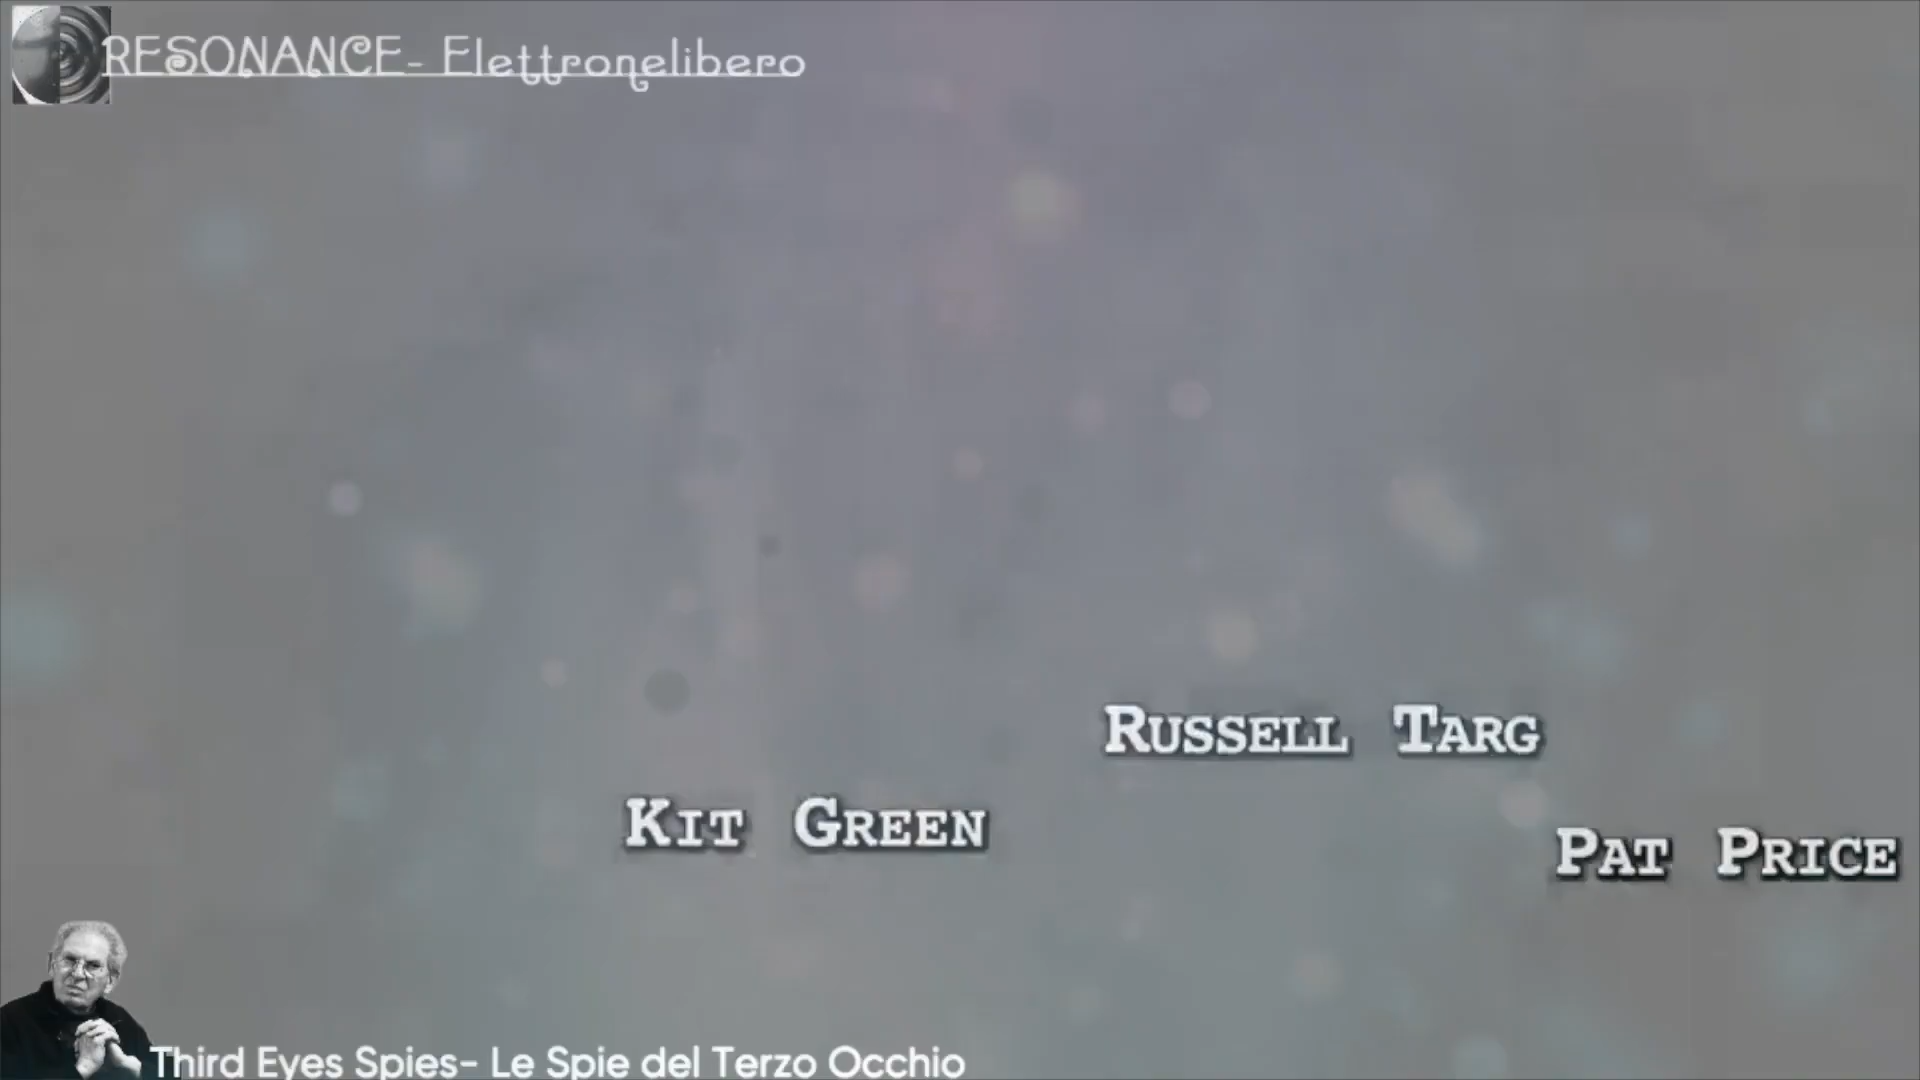 RESONANCE- Elettronelibero
RUSSELL TARG
KIT GREEN
PAT PRICE
Third Eyes Spies- Le Spie del Terzo Occhio